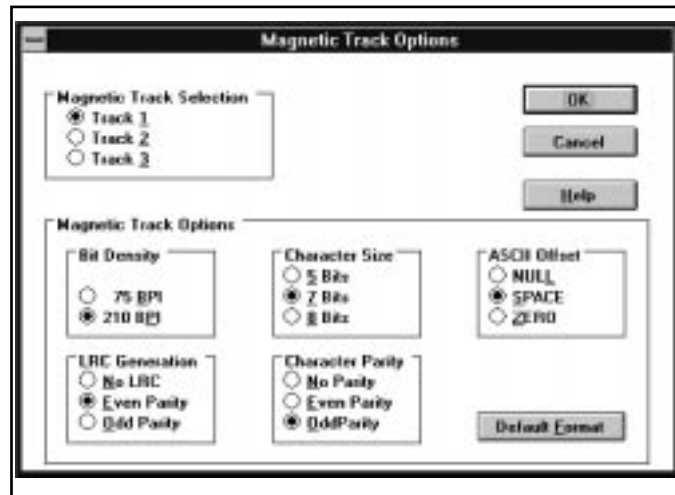 Magnetic Track Options
Magnetic Track Selection
Track 1
Track 2
Track 3
OK
Cancel
Help
Magnetic Track Options
Bit Density
75 BPI
210 BPI
Character Size
5 Bits
7 Bits
8 Bits
ASCII Offset
NULL
SPACE
ZERO
LRC Generation
No LRC
Even Parity
Odd Parity
Character Parity
No Parity
Even Parity
OddParity
Default Format